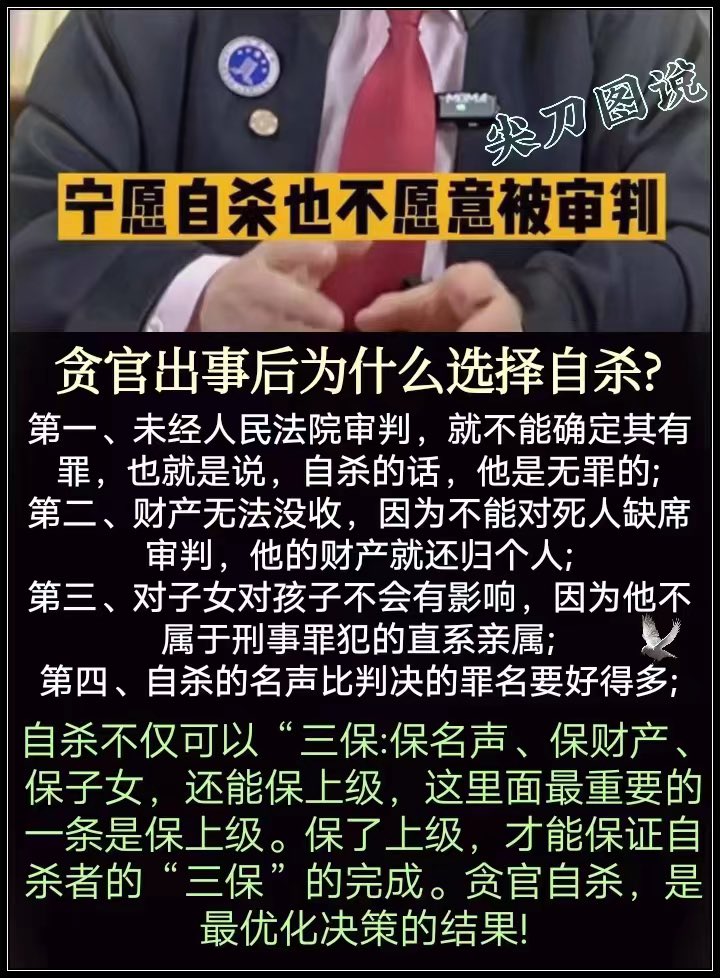 尖刀图说
宁愿自杀也不愿意被审判
贪官出事后为什么选择自杀?
第一、未经人民法院审判，就不能确定其有
罪，也就是说，自杀的话，他是无罪的;
第二、财产无法没收，因为不能对死人缺席
审判，他的财产就还归个人;
第三、对子女对孩子不会有影响，因为他不
属于刑事罪犯的直系亲属;
第四、自杀的名声比判决的罪名要好得多;
自杀不仅可以“三保:保名声、保财产、
保子女，还能保上级，这里面最重要的
一条是保上级。保了上级，才能保证自
杀者的“三保”的完成。贪官自杀，是
最优化决策的结果!